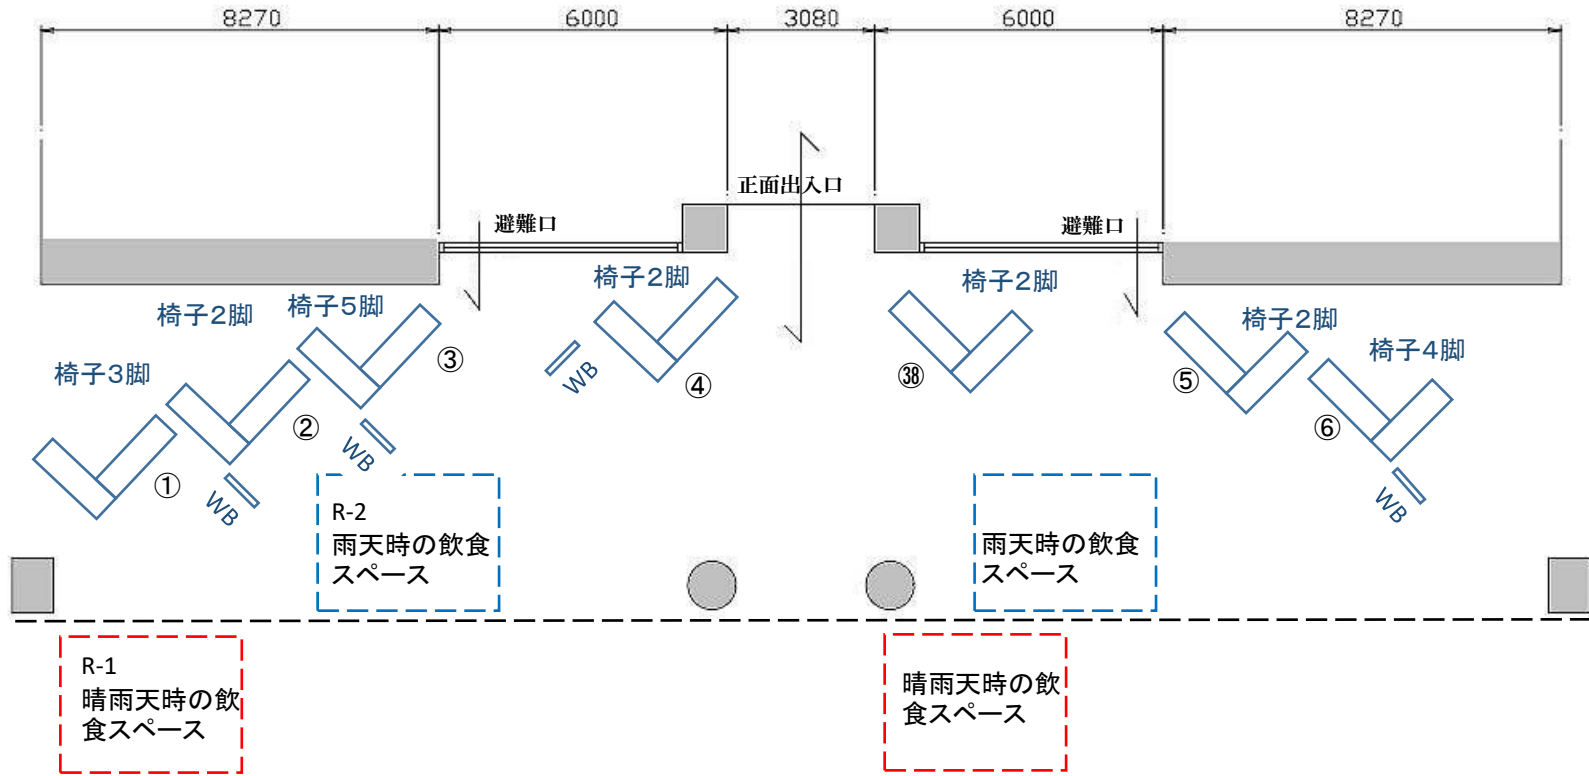 8270
6000
3080
6000
8270
正面出入口
避難口
避難口
椅子2脚
椅子2脚
椅子5脚
椅子2脚
椅子2脚
椅子4脚
椅子3脚
③
④
㊳
⑤
⑥
②
①
WB
WB
WB
WB
R-2
雨天時の飲食
スペース
雨天時の飲食
スペース
R-1
晴雨天時の飲
食スペース
晴雨天時の飲
食スペース